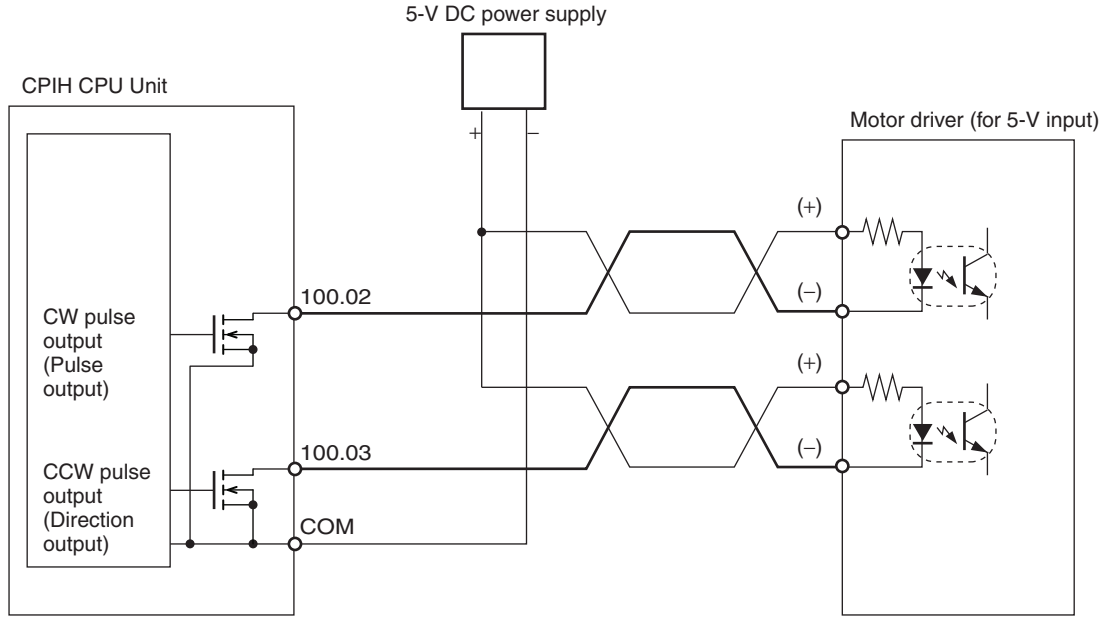 5-V DC power supply
CPIH CPU Unit
Motor driver (for 5-V input)
+
−
(+)
(−)
100.02
CW pulse
output
(Pulse
output)
(+)
(−)
100.03
CCW pulse
output
(Direction
output)
COM